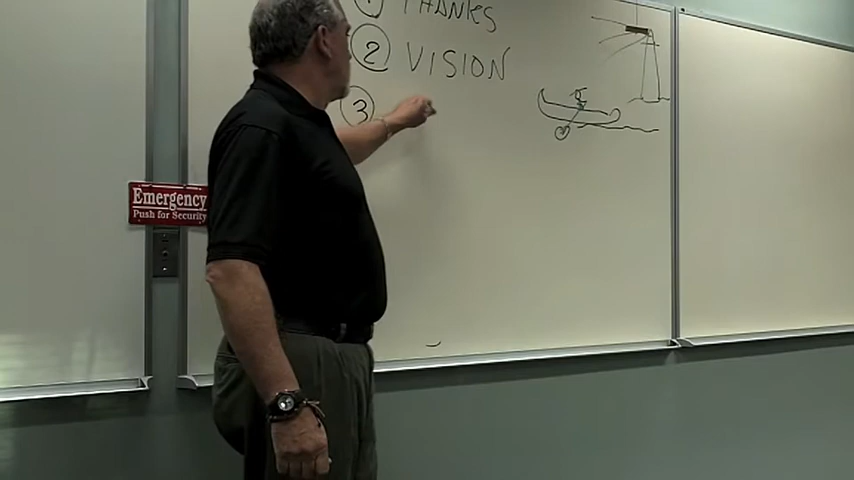 ① THANKS
② VISION
③
Emergency
Push for Security